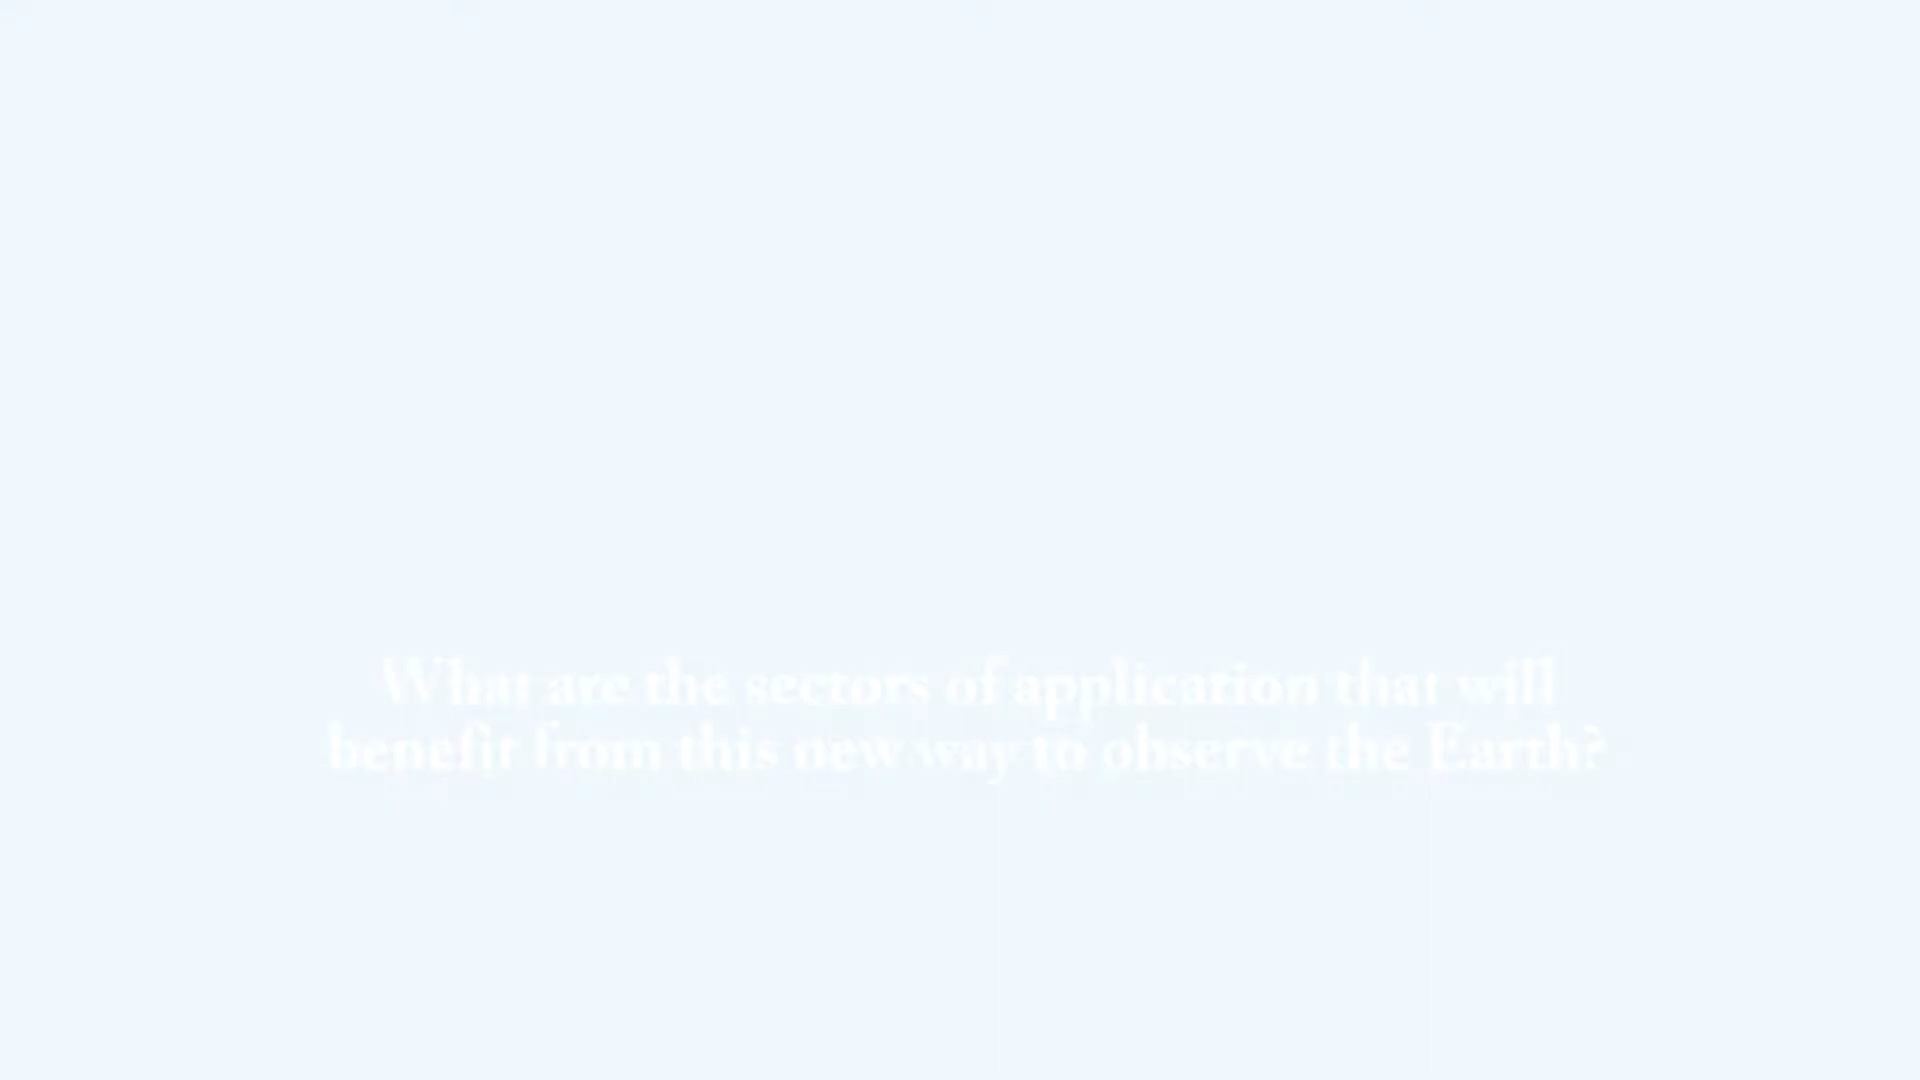 What are the sectors of application that will
benefit from this new way to observe the Earth?